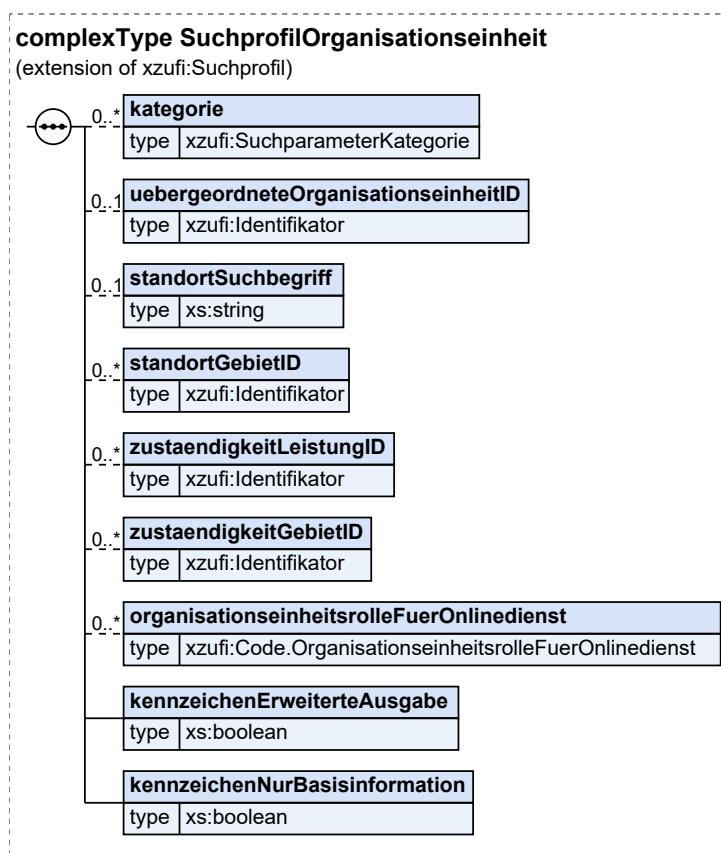 complexType SuchprofilOrganisationseinheit
(extension of xzufi:Suchprofil)
0..* kategorie
type xzufi:SuchparameterKategorie
0..1 uebergeordneteOrganisationseinheitID
type xzufi:Identifikator
0..1 standortSuchbegriff
type xs:string
0..* standortGebietID
type xzufi:Identifikator
0..* zustaendigkeitLeistungID
type xzufi:Identifikator
0..* zustaendigkeitGebietID
type xzufi:Identifikator
0..* organisationseinheitsrolleFuerOnlinedienst
type xzufi:Code.OrganisationseinheitsrolleFuerOnlinedienst
kennzeichenErweiterteAusgabe
type xs:boolean
kennzeichenNurBasisinformation
type xs:boolean